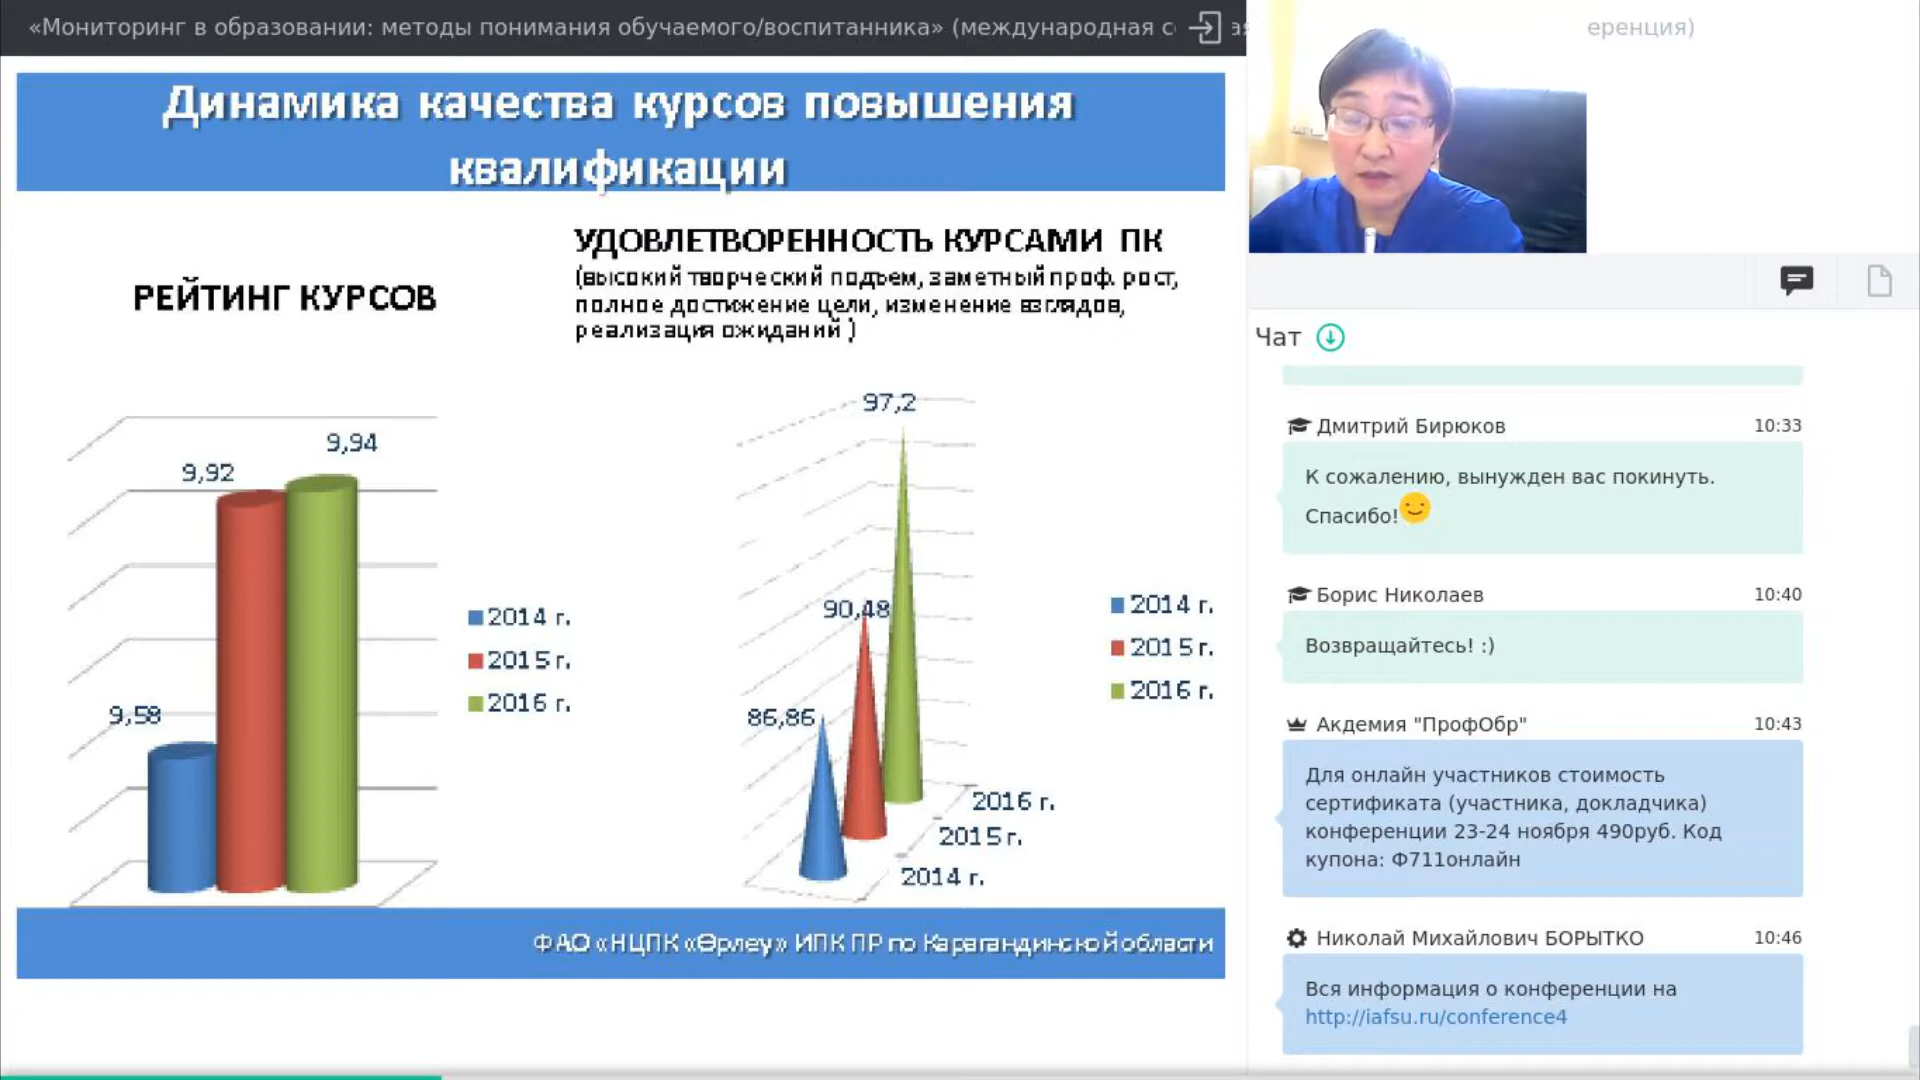 «Мониторинг в образовании: методы понимания обучаемого/воспитанника» (международная
еренция)
Динамика качества курсов повышения
квалификации
РЕЙТИНГ КУРСОВ
УДОВЛЕТВОРЕННОСТЬ КУРСАМИ ПК
(высокий творческий подъем, заметный проф. рост,
полное достижение цели, изменение взглядов,
реализация ожиданий )
9,58
9,92
9,94
2014 г.
2015 г.
2016 г.
86,86
90,48
97,2
2016 г.
2015 г.
2014 г.
2014 г.
2015 г.
2016 г.
ФАО «НЦПК «Өрлеу» ИПК ПР по Карагандинской области
Чат
Дмитрий Бирюков 10:33
К сожалению, вынужден вас покинуть.
Спасибо!
Борис Николаев 10:40
Возвращайтесь! :)
Акдемия "ПрофОбр" 10:43
Для онлайн участников стоимость
сертификата (участника, докладчика)
конференции 23-24 ноября 490руб. Код
купона: Ф711онлайн
Николай Михайлович БОРЫТКО 10:46
Вся информация о конференции на
http://iafsu.ru/conference4